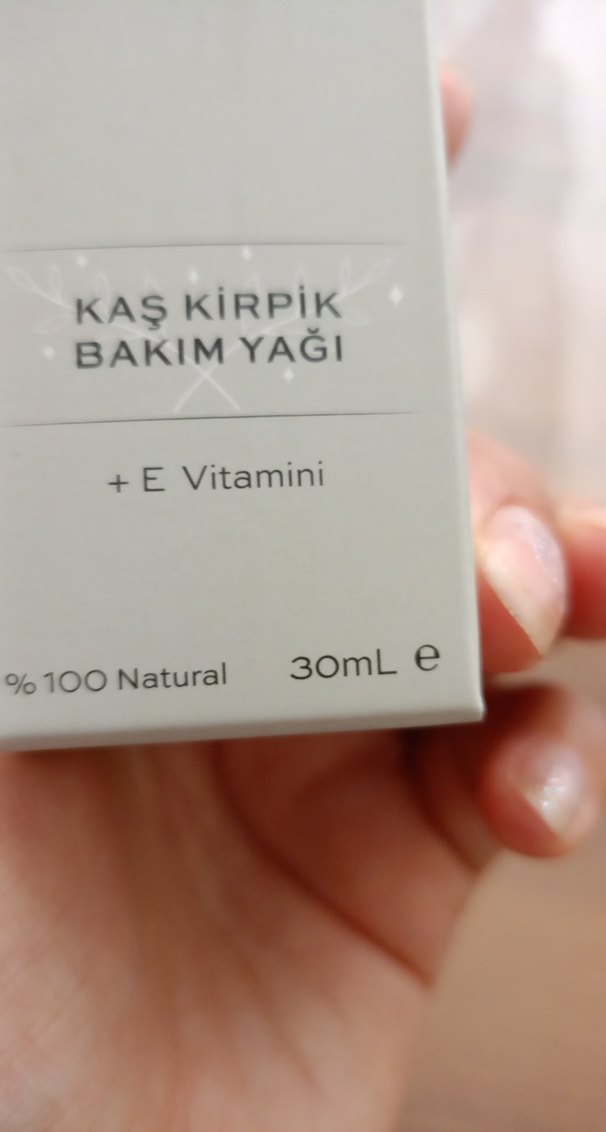 KAŞ KİRPİK
BAKIM YAĞI
+ E Vitamini
% 100 Natural 30mL ℮